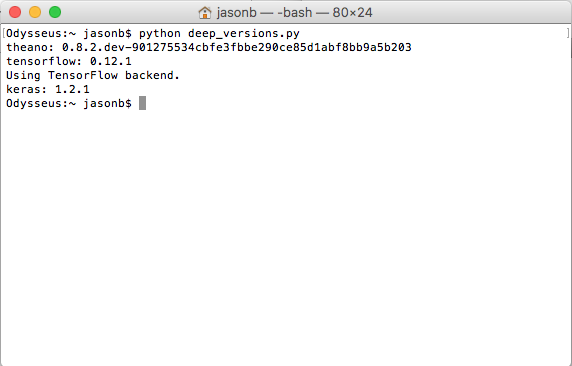 jasonb — -bash — 80×24
[Odysseus:~ jasonb$ python deep_versions.py ]
theano: 0.8.2.dev-901275534cbfe3fbbe290ce85d1abf8bb9a5b203
tensorflow: 0.12.1
Using TensorFlow backend.
keras: 1.2.1
Odysseus:~ jasonb$